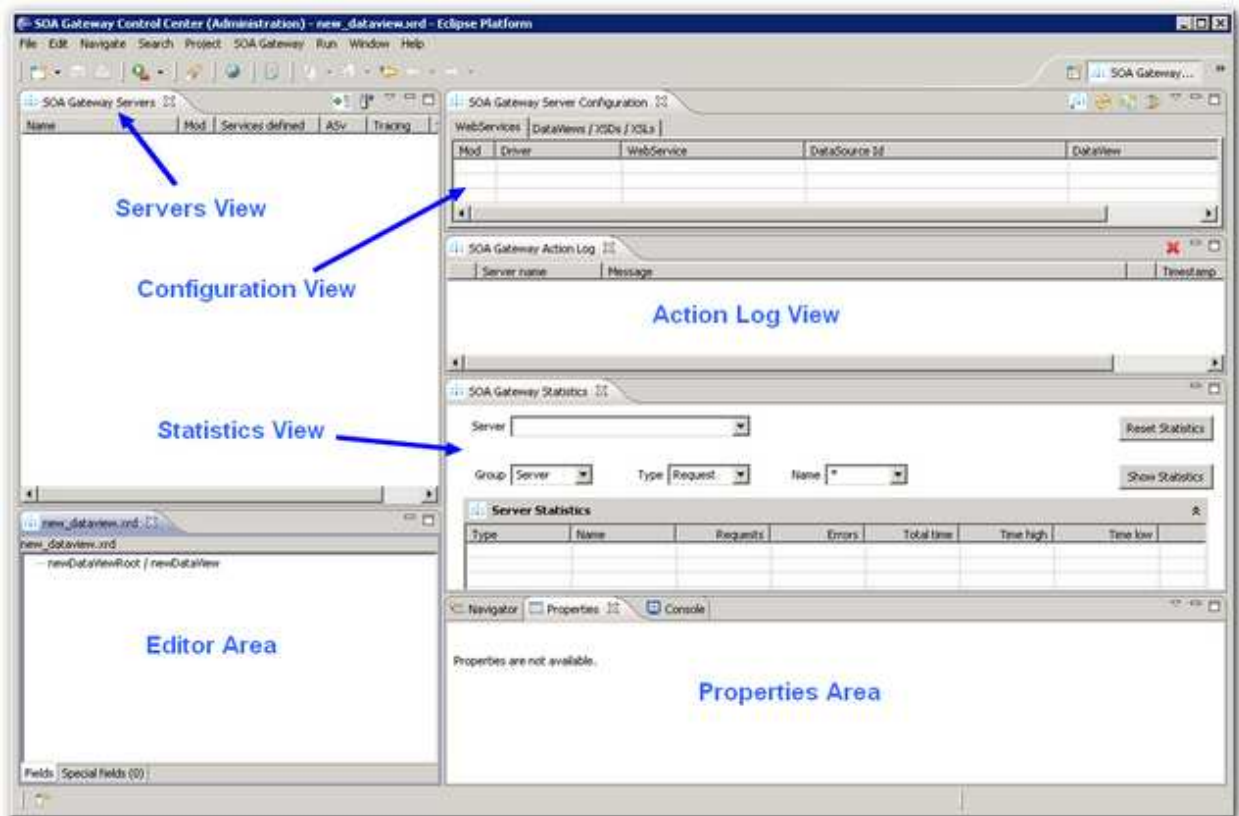 SOA Gateway Control Center (Administration) - new_dataview.xrd - Eclipse Platform
File Edit Navigate Search Project SOA Gateway Run Window Help
SOA Gateway...
SOA Gateway Servers
Name Mod Services defined ASv Tracing
Servers View
Configuration View
Statistics View
SOA Gateway Server Configuration
WebServices DataViews / XSDs / XSLs
Mod Driver WebService DataSource Id DataView
SOA Gateway Action Log
Server name Message Timestamp
Action Log View
SOA Gateway Statistics
Server Reset Statistics
Group Server Type Request Name * Show Statistics
Server Statistics
Type Name Requests Errors Total time Time high Time low
new_dataview.xrd
new_dataview.xrd
newDataViewRoot / newDataView
Editor Area
Fields Special fields (0)
Navigator Properties Console
Properties are not available.
Properties Area